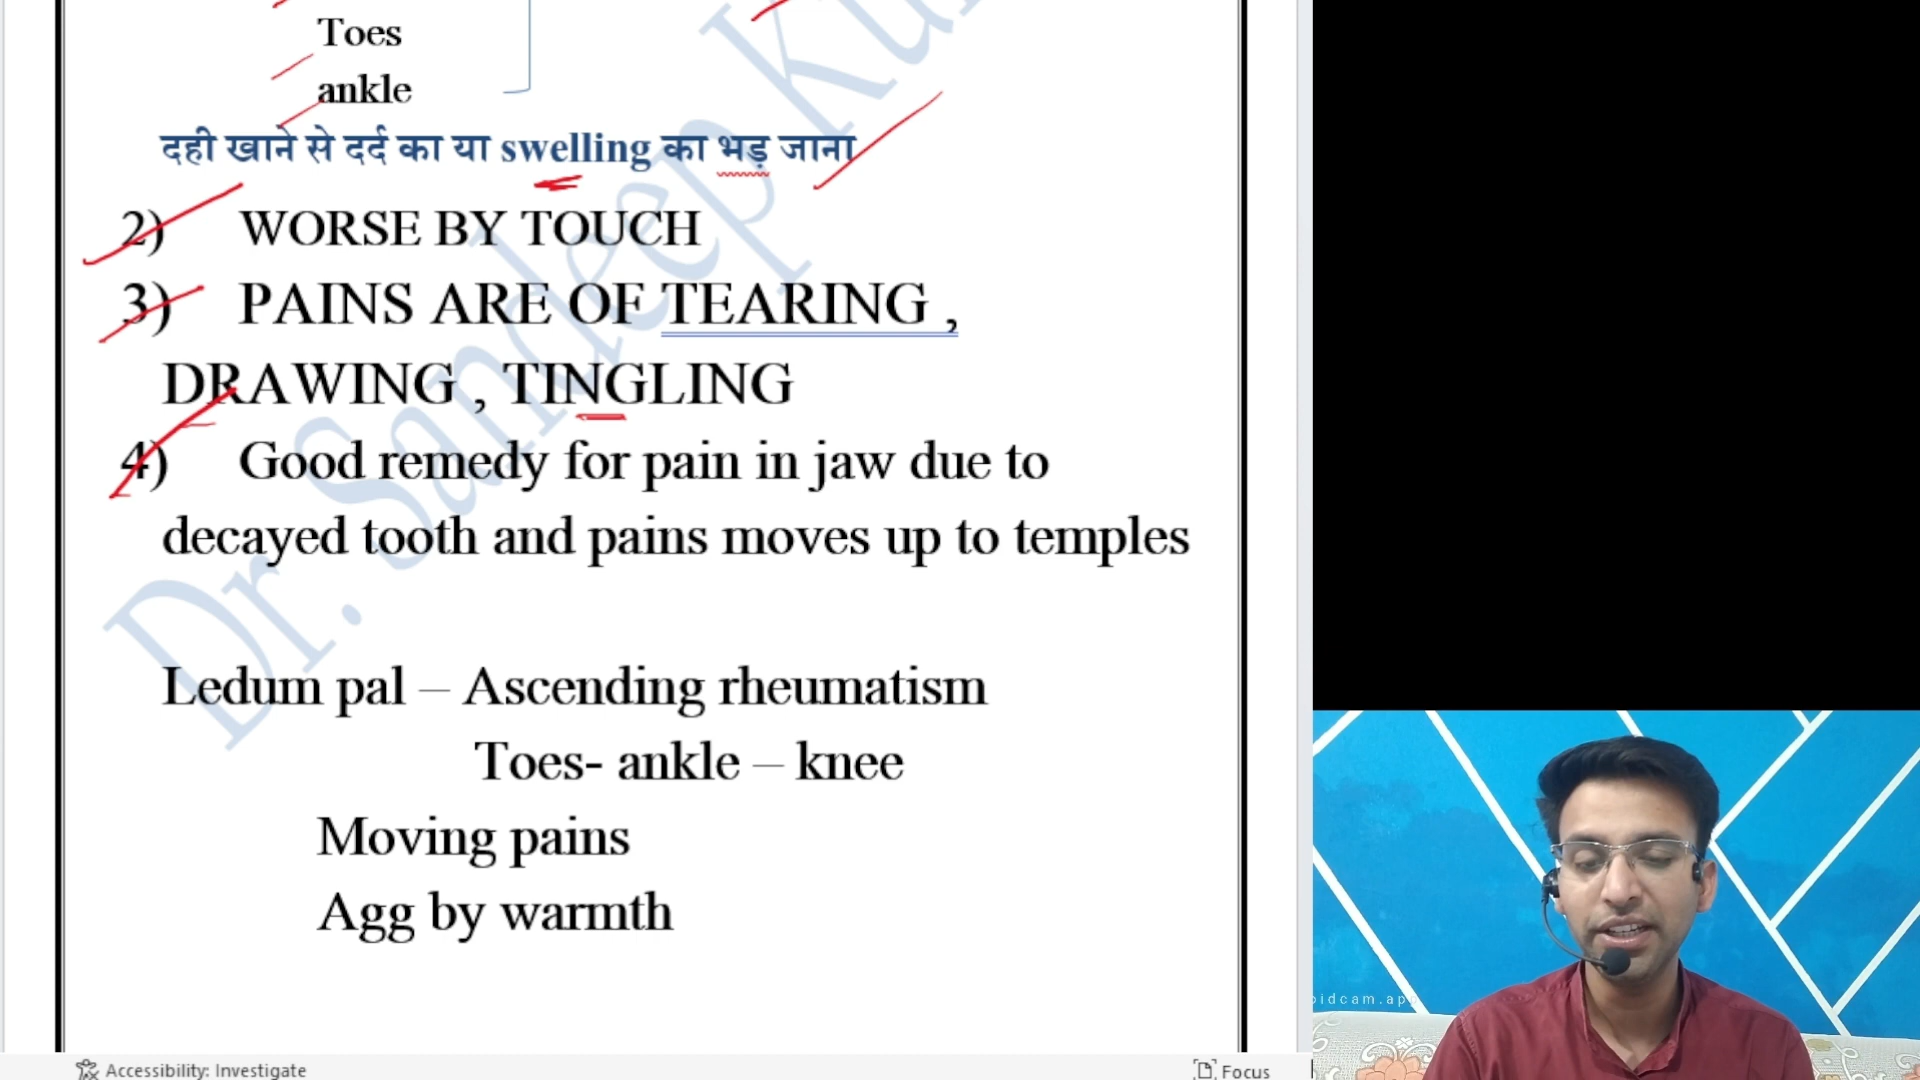 Toes
ankle
दही खाने से दर्द का या swelling का भड़ जाना
2) WORSE BY TOUCH
3) PAINS ARE OF TEARING ,
DRAWING , TINGLING
4) Good remedy for pain in jaw due to
decayed tooth and pains moves up to temples
Ledum pal – Ascending rheumatism
Toes- ankle – knee
Moving pains
Agg by warmth
Dr. Sandeep
Accessibility: Investigate
Focus